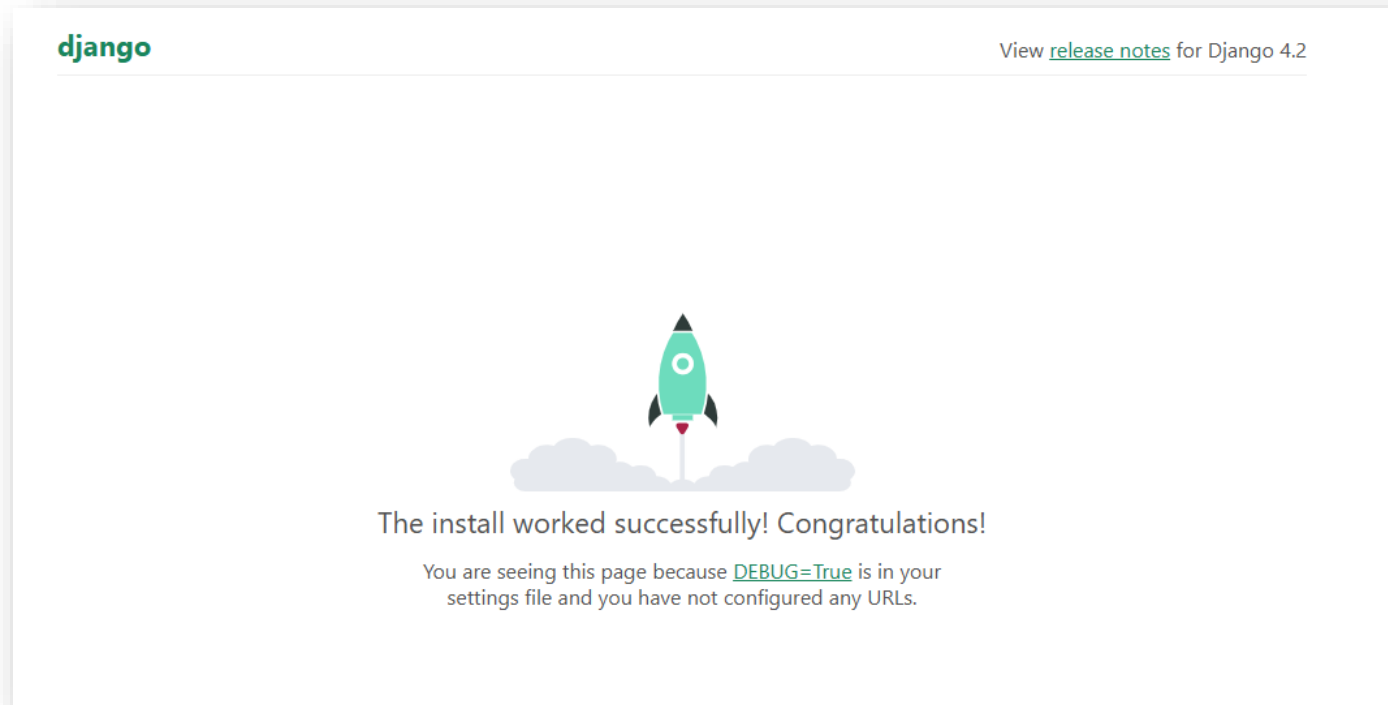 django
View release notes for Django 4.2
The install worked successfully! Congratulations!
You are seeing this page because DEBUG=True is in your
settings file and you have not configured any URLs.